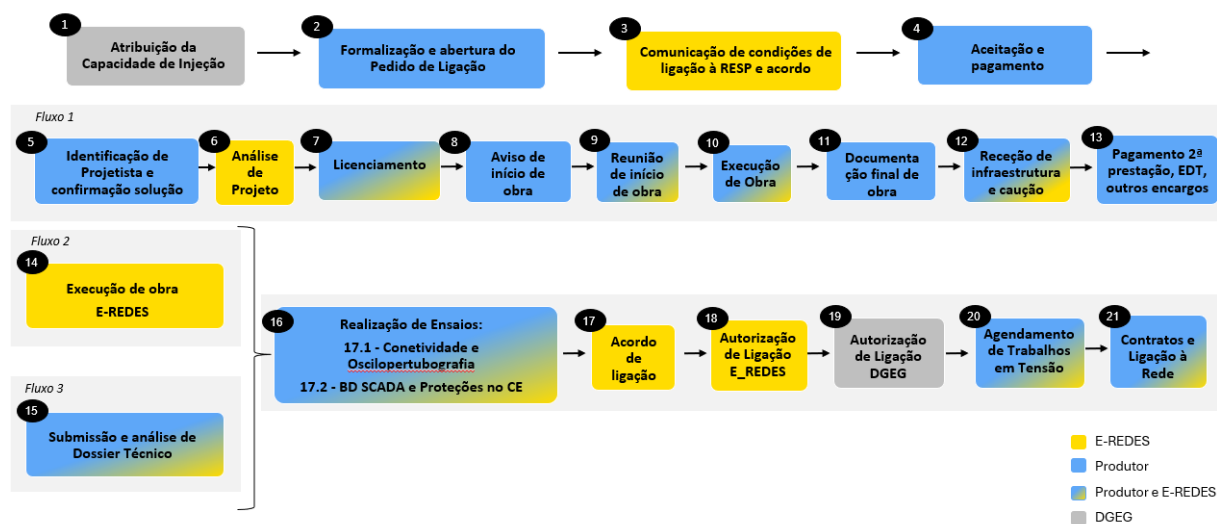 1
Atribuição da
Capacidade de Injeção
2
Formalização e abertura do
Pedido de Ligação
3
Comunicação de condições de
ligação à RESP e acordo
4
Aceitação e
pagamento
Fluxo 1
5
Identificação de
Projetista e
confirmação solução
6
Análise
de
Projeto
7
Licenciamento
8
Aviso de
início de
obra
9
Reunião
de início
de obra
10
Execução
de Obra
11
Documenta
ção final de
obra
12
Receção de
infraestrutura
e caução
13
Pagamento 2ª
prestação, EDT,
outros encargos
Fluxo 2
14
Execução de obra
E-REDES
Fluxo 3
15
Submissão e análise de
Dossier Técnico
16
Realização de Ensaios:
17.1 - Conetividade e
Oscilopertubografia
17.2 - BD SCADA e Proteções no CE
17
Acordo
de
ligação
18
Autorização
de Ligação
E_REDES
19
Autorização
de Ligação
DGEG
20
Agendamento
de Trabalhos
em Tensão
21
Contratos e
Ligação à
Rede
E-REDES
Produtor
Produtor e E-REDES
DGEG